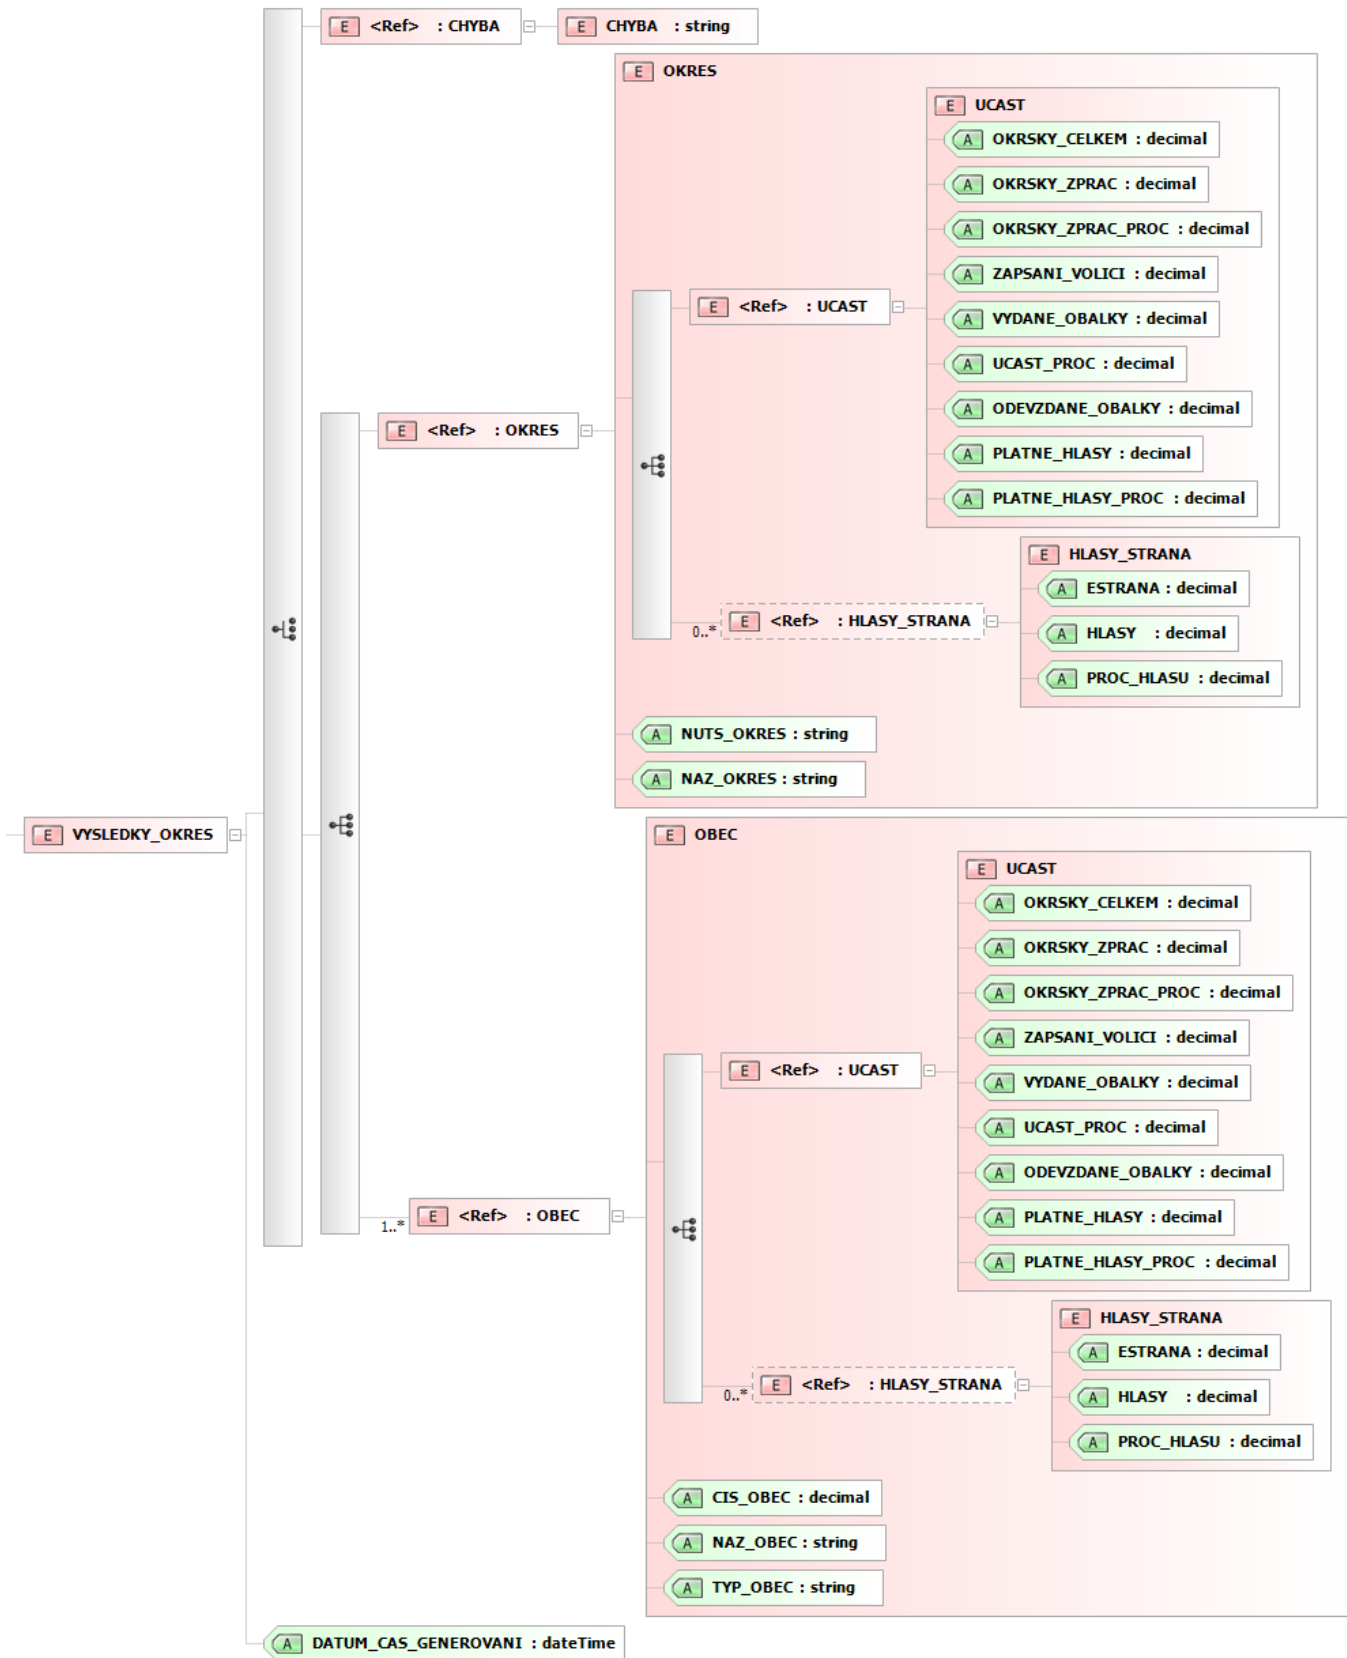 E <Ref> : CHYBA E CHYBA : string
E OKRES
E UCAST
A OKRSKY_CELKEM : decimal
A OKRSKY_ZPRAC : decimal
A OKRSKY_ZPRAC_PROC : decimal
A ZAPSANI_VOLICI : decimal
E <Ref> : UCAST
A VYDANE_OBALKY : decimal
A UCAST_PROC : decimal
A ODEVZDANE_OBALKY : decimal
E <Ref> : OKRES
A PLATNE_HLASY : decimal
A PLATNE_HLASY_PROC : decimal
E HLASY_STRANA
A ESTRANA : decimal
0..* E <Ref> : HLASY_STRANA
A HLASY : decimal
A PROC_HLASU : decimal
A NUTS_OKRES : string
A NAZ_OKRES : string
E VYSLEDKY_OKRES
E OBEC
E UCAST
A OKRSKY_CELKEM : decimal
A OKRSKY_ZPRAC : decimal
A OKRSKY_ZPRAC_PROC : decimal
A ZAPSANI_VOLICI : decimal
E <Ref> : UCAST
A VYDANE_OBALKY : decimal
A UCAST_PROC : decimal
A ODEVZDANE_OBALKY : decimal
1..* E <Ref> : OBEC
A PLATNE_HLASY : decimal
A PLATNE_HLASY_PROC : decimal
E HLASY_STRANA
A ESTRANA : decimal
0..* E <Ref> : HLASY_STRANA
A HLASY : decimal
A PROC_HLASU : decimal
A CIS_OBEC : decimal
A NAZ_OBEC : string
A TYP_OBEC : string
A DATUM_CAS_GENEROVANI : dateTime